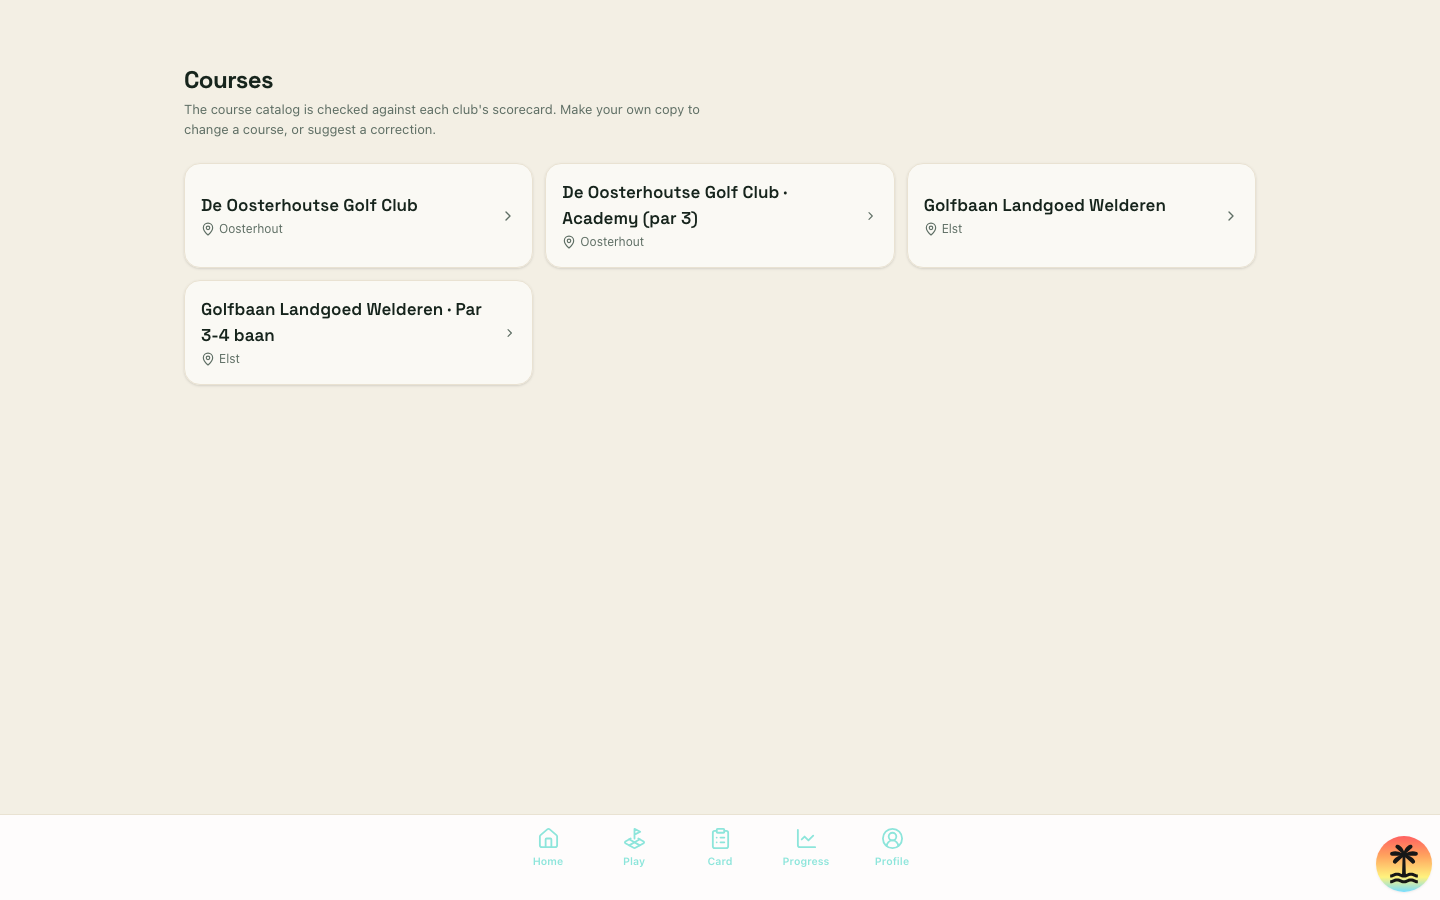 Courses
The course catalog is checked against each club's scorecard. Make your own copy to
change a course, or suggest a correction.
De Oosterhoutse Golf Club
Oosterhout
De Oosterhoutse Golf Club ·
Academy (par 3)
Oosterhout
Golfbaan Landgoed Welderen
Elst
Golfbaan Landgoed Welderen · Par
3-4 baan
Elst
Home
Play
Card
Progress
Profile